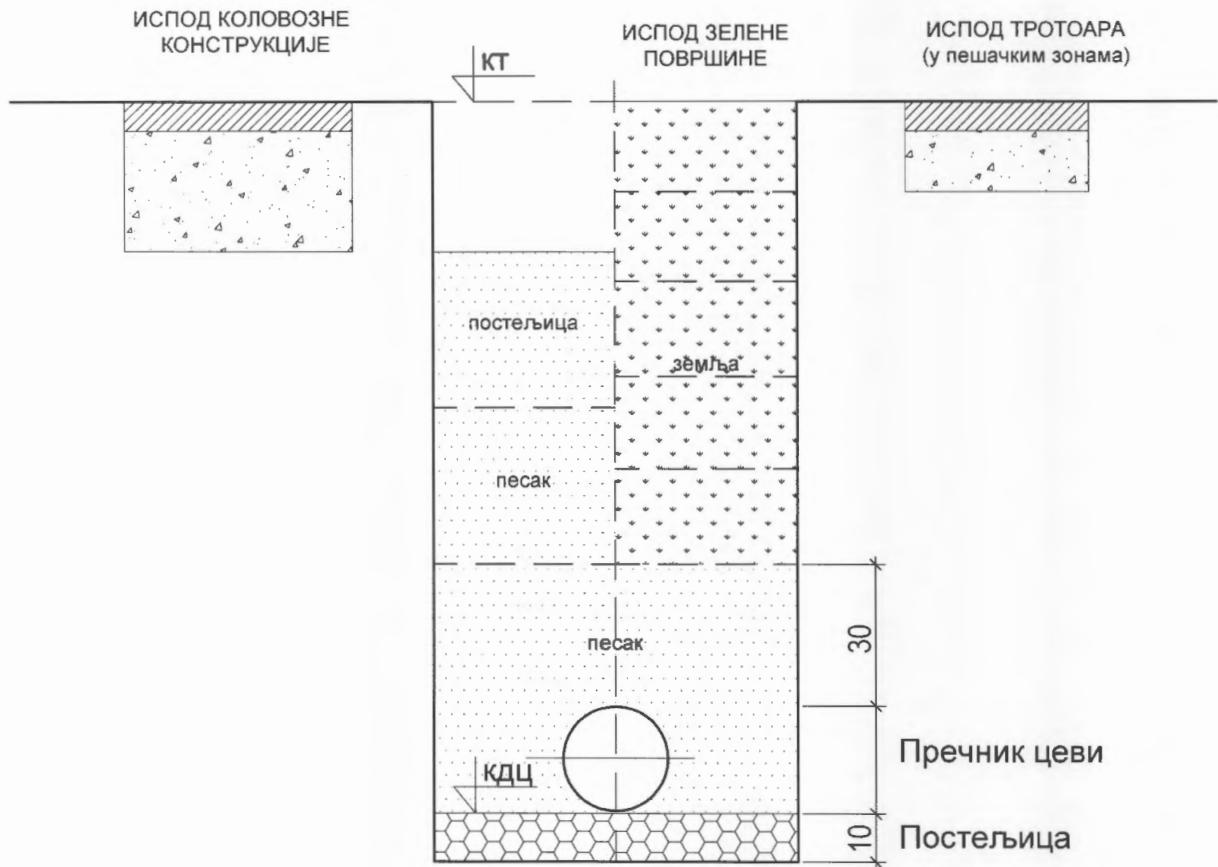 ИСПОД КОЛОВОЗНЕ
КОНСТРУКЦИЈЕ
ИСПОД ЗЕЛЕНЕ
ПОВРШИНЕ
ИСПОД ТРОТОАРА
(у пешачким зонама)
КТ
постељица
земља
песак
песак
30
Пречник цеви
КДЦ
10
Постељица